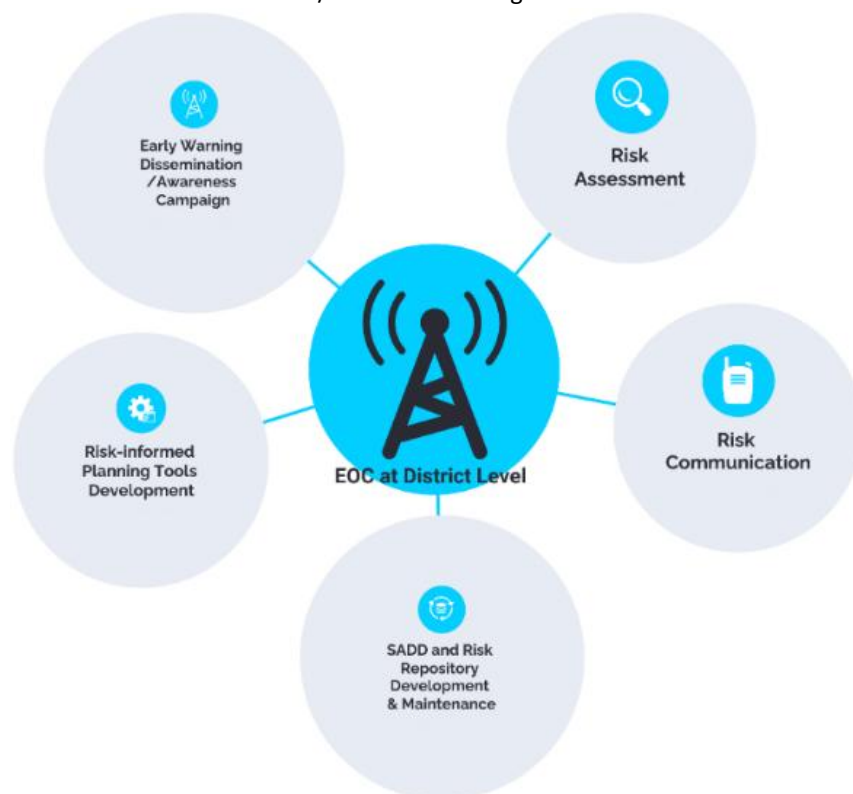 Early Warning
Dissemination
/Awareness
Campaign
Risk
Assessment
Risk
Communication
EOC at District Level
Risk-informed
Planning Tools
Development
SADD and Risk
Repository
Development
& Maintenance